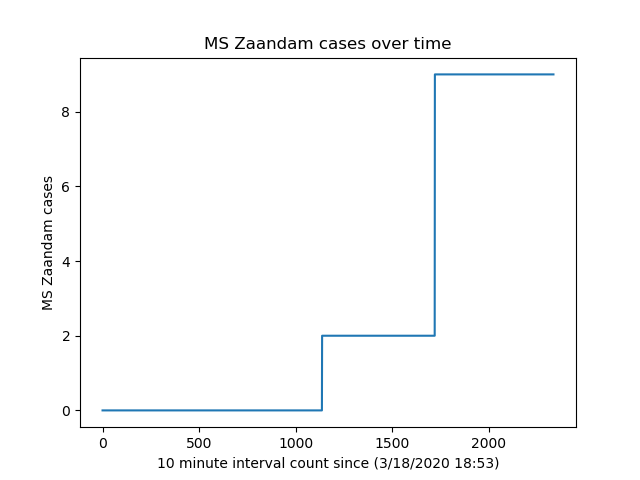 MS Zaandam cases over time
8
6
4
2
0
MS Zaandam cases
0 500 1000 1500 2000
10 minute interval count since (3/18/2020 18:53)